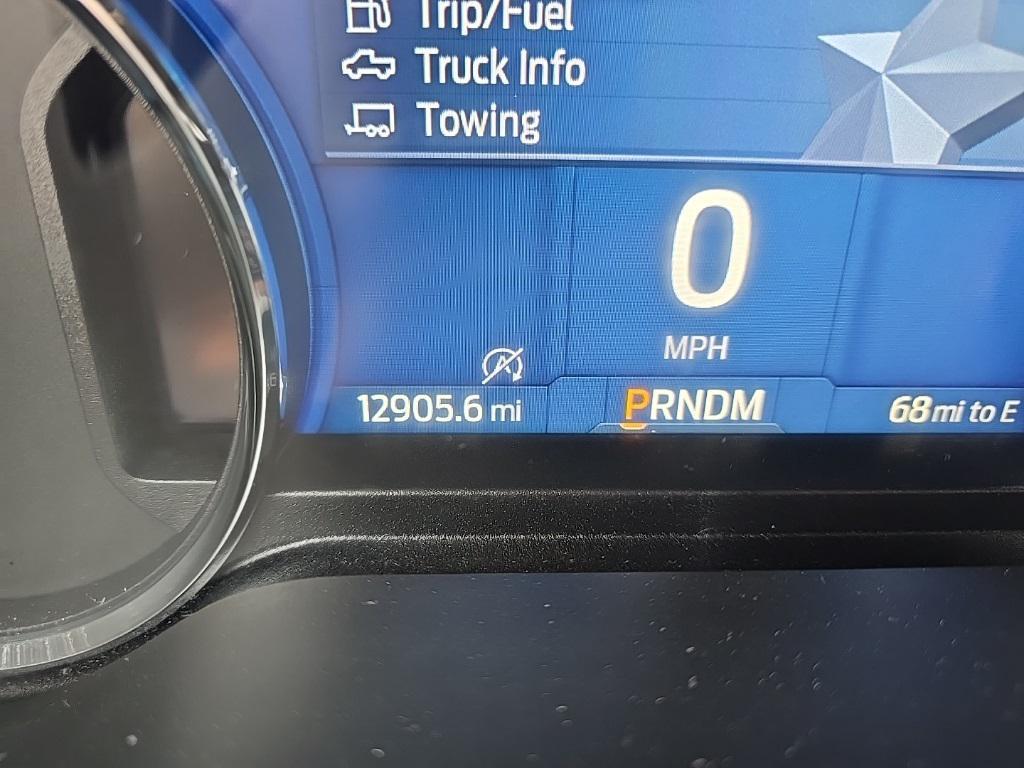 Trip/Fuel
Truck Info
Towing
0
MPH
12905.6 mi
PRNDM
68 mi to E